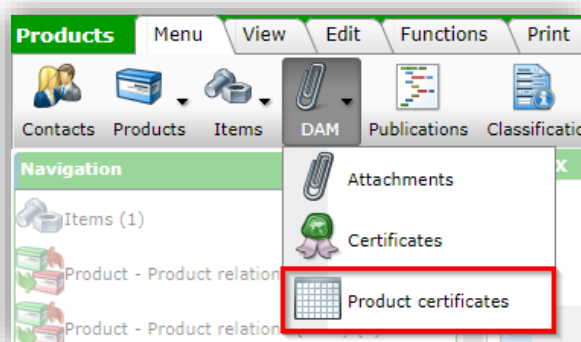 Products Menu View Edit Functions Print
Contacts Products Items DAM Publications
Navigation X
Attachments
Items (1)
Certificates
Product - Product relation
Product certificates
Product - Product relation